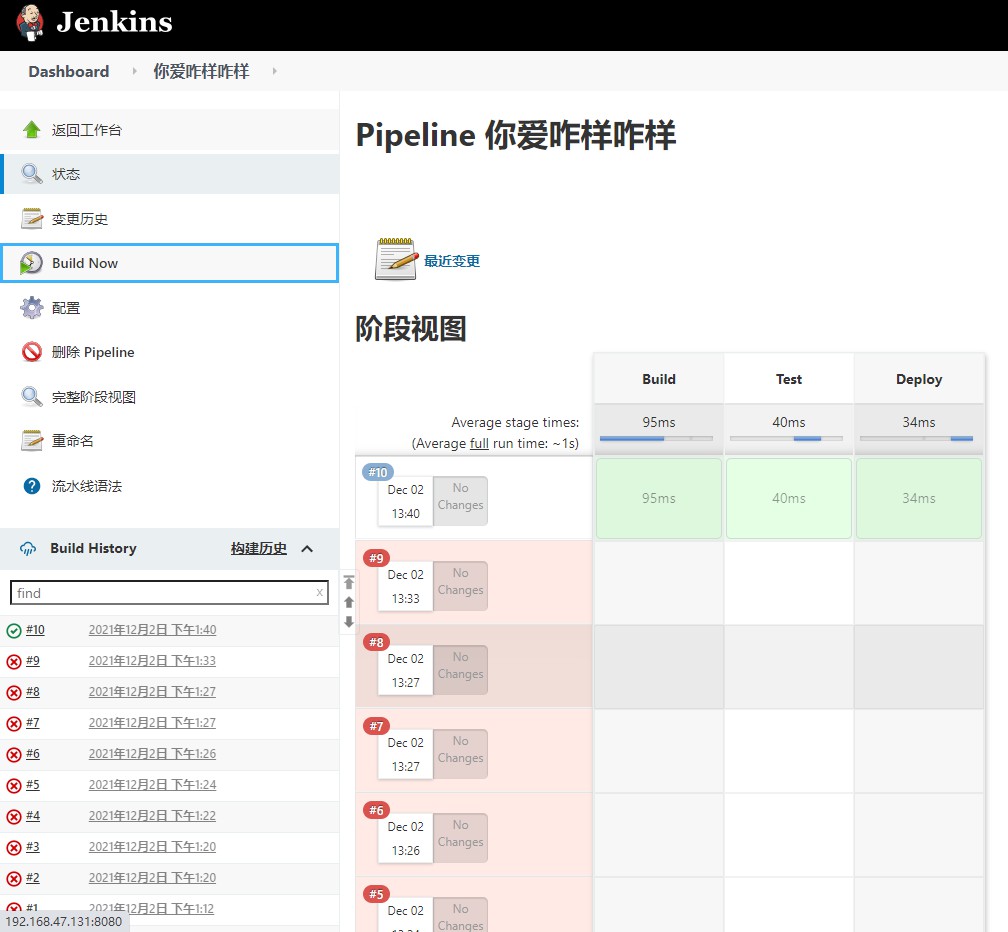 Jenkins
Dashboard 你爱咋样咋样
返回工作台
状态
变更历史
Build Now
配置
删除 Pipeline
完整阶段视图
重命名
流水线语法
Build History 构建历史
find x
#10 2021年12月2日 下午1:40
#9 2021年12月2日 下午1:33
#8 2021年12月2日 下午1:27
#7 2021年12月2日 下午1:27
#6 2021年12月2日 下午1:26
#5 2021年12月2日 下午1:24
#4 2021年12月2日 下午1:22
#3 2021年12月2日 下午1:20
#2 2021年12月2日 下午1:20
#1 2021年12月2日 下午1:12
192.168.47.131:8080
Pipeline 你爱咋样咋样
最近变更
阶段视图
Build Test Deploy
Average stage times: 95ms 40ms 34ms
(Average full run time: ~1s)
#10
Dec 02 No
13:40 Changes
95ms 40ms 34ms
#9
Dec 02 No
13:33 Changes
#8
Dec 02 No
13:27 Changes
#7
Dec 02 No
13:27 Changes
#6
Dec 02 No
13:26 Changes
#5
Dec 02 No
Changes